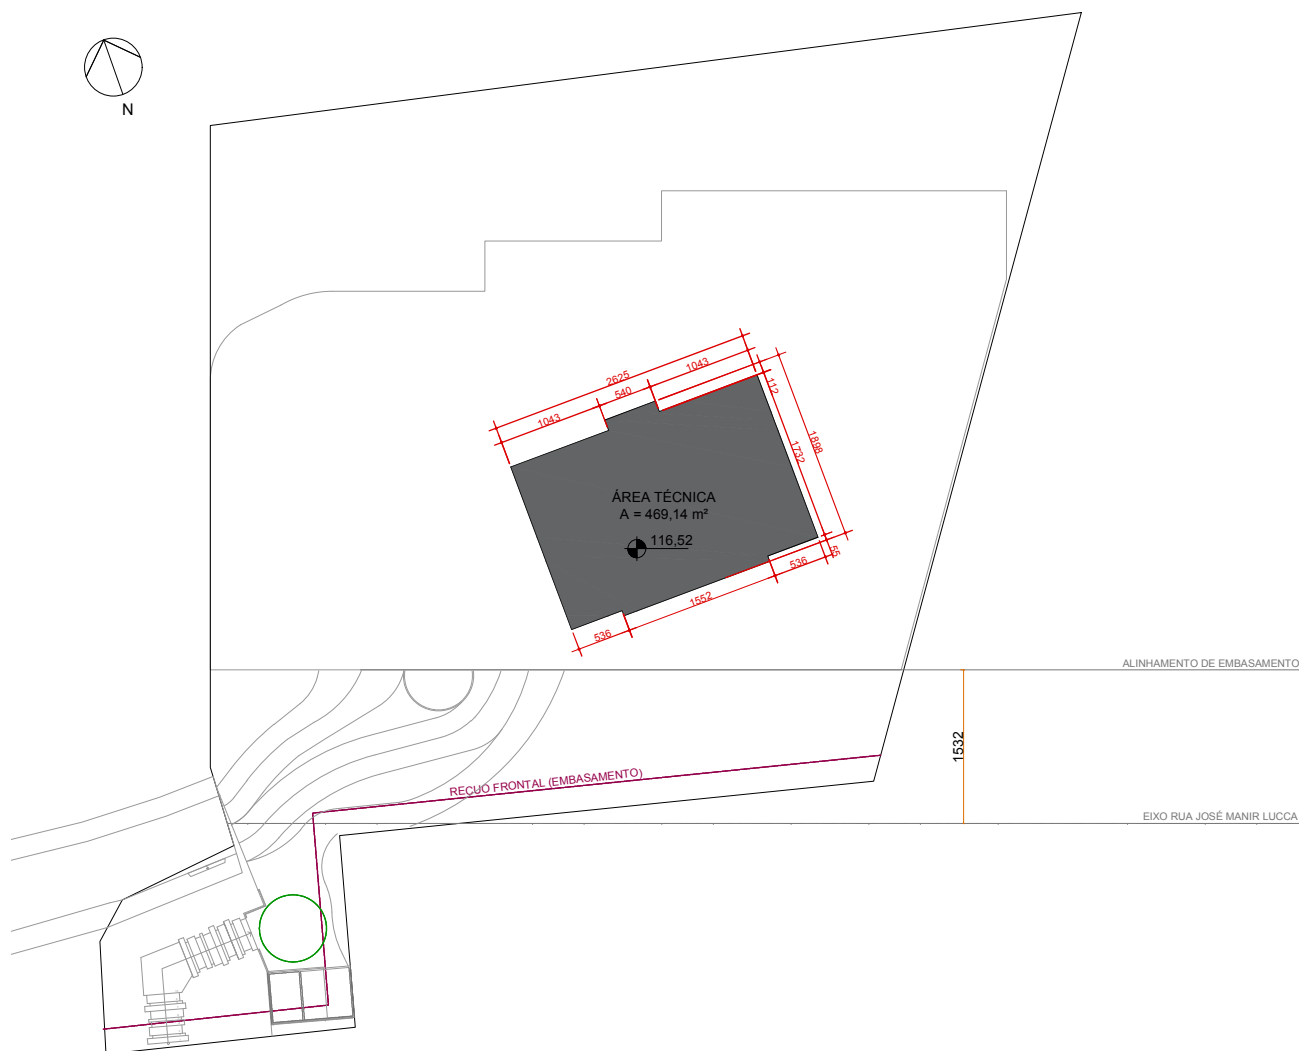 N
2625
1043
540
1043
112
1898
1732
ÁREA TÉCNICA
A = 469,14 m²
116,52
55
536
1552
536
ALINHAMENTO DE EMBASAMENTO
1532
RECUO FRONTAL (EMBASAMENTO)
EIXO RUA JOSÉ MANIR LUCCA